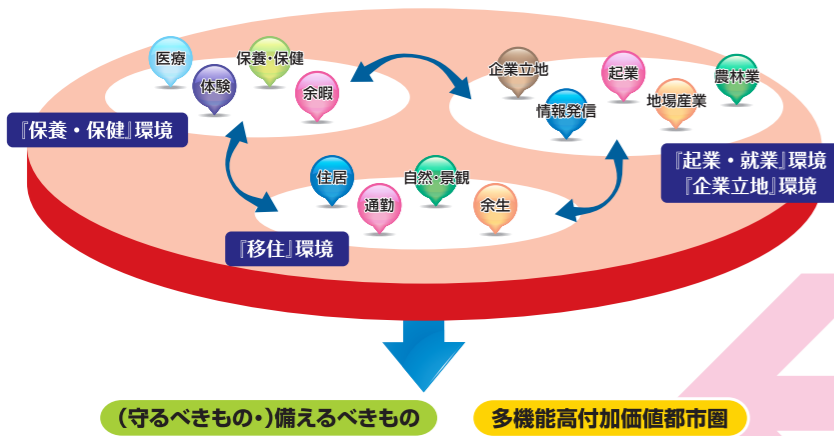 医療
保養・保健
体験
余暇
『保養・保健』環境
企業立地
起業
農林業
情報発信
地場産業
『起業・就業』環境
『企業立地』環境
住居
自然・景観
通勤
余生
『移住』環境
(守るべきもの・)備えるべきもの
多機能高付加価値都市圏